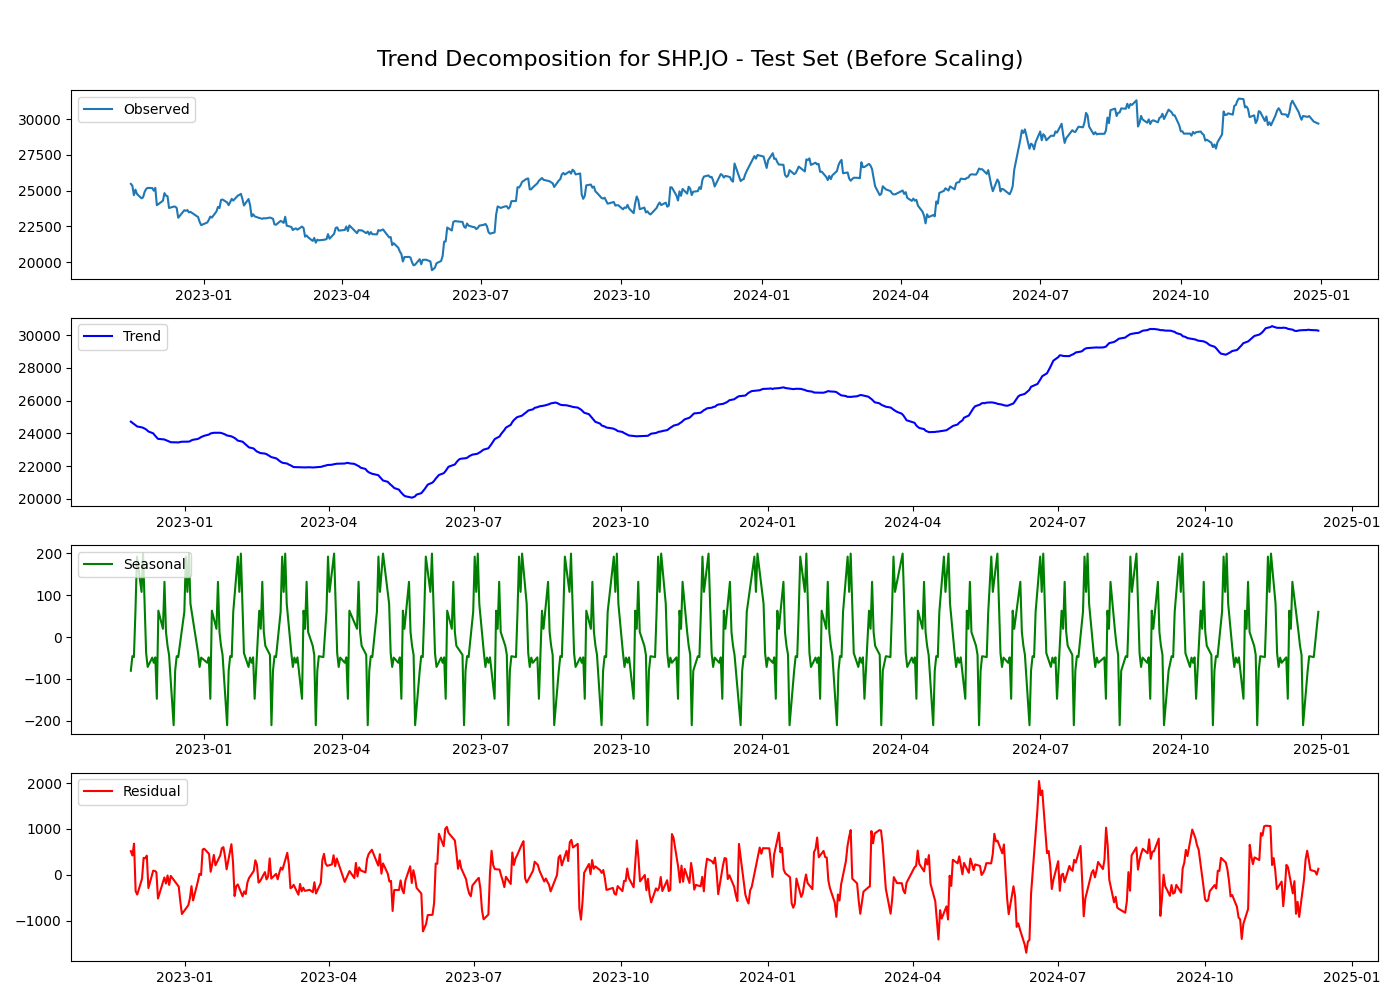 Trend Decomposition for SHP.JO - Test Set (Before Scaling)
Observed
30000
27500
25000
22500
20000
2023-01 2023-04 2023-07 2023-10 2024-01 2024-04 2024-07 2024-10 2025-01
Trend
30000
28000
26000
24000
22000
20000
2023-01 2023-04 2023-07 2023-10 2024-01 2024-04 2024-07 2024-10 2025-01
Seasonal
200
100
0
−100
−200
2023-01 2023-04 2023-07 2023-10 2024-01 2024-04 2024-07 2024-10 2025-01
Residual
2000
1000
0
−1000
2023-01 2023-04 2023-07 2023-10 2024-01 2024-04 2024-07 2024-10 2025-01